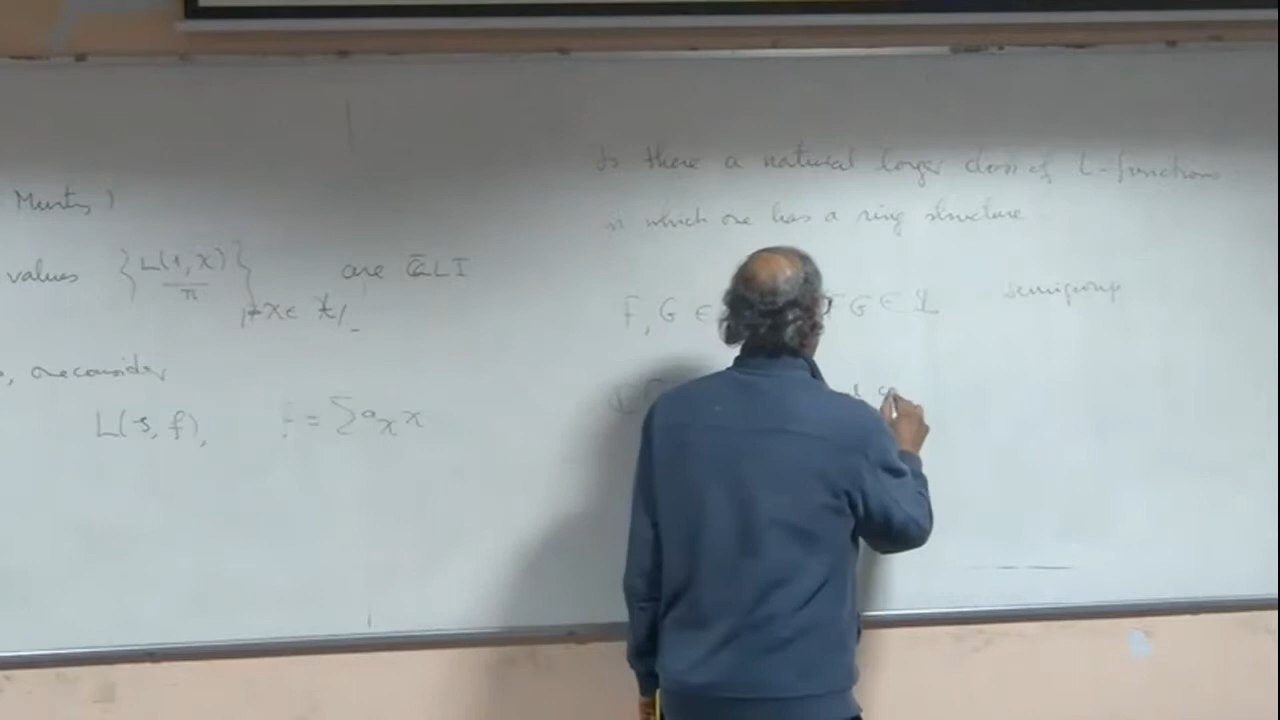 Murty)
values { L(1, χ) / π } are Q̄LI
≠ χ ∈
, one consider
L(s, f), f = Σ a_χ χ
Is there a natural larger class of L-functions
in which one has a ring structure
F, G ∈ G ∈ semigroup